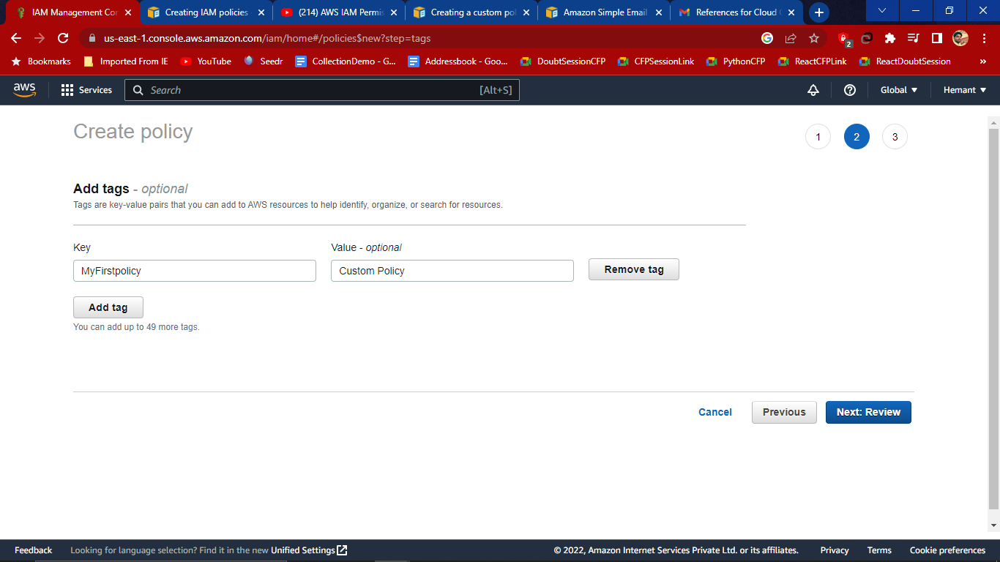 IAM Management Cor
Creating IAM policies
(214) AWS IAM Permis
Creating a custom pol
Amazon Simple Email
References for Cloud C
us-east-1.console.aws.amazon.com/iam/home#/policies$new?step=tags
2
Bookmarks
Imported From IE
YouTube
Seedr
CollectionDemo - G...
Addressbook - Goo...
DoubtSessionCFP
CFPSessionLink
PythonCFP
ReactCFPLink
ReactDoubtSession
»
aws
Services
Search
[Alt+S]
Global
Hemant
Create policy
1
2
3
Add tags - optional
Tags are key-value pairs that you can add to AWS resources to help identify, organize, or search for resources.
Key
Value - optional
MyFirstpolicy
Custom Policy
Remove tag
Add tag
You can add up to 49 more tags.
Cancel
Previous
Next: Review
Feedback
Looking for language selection? Find it in the new Unified Settings
© 2022, Amazon Internet Services Private Ltd. or its affiliates.
Privacy
Terms
Cookie preferences